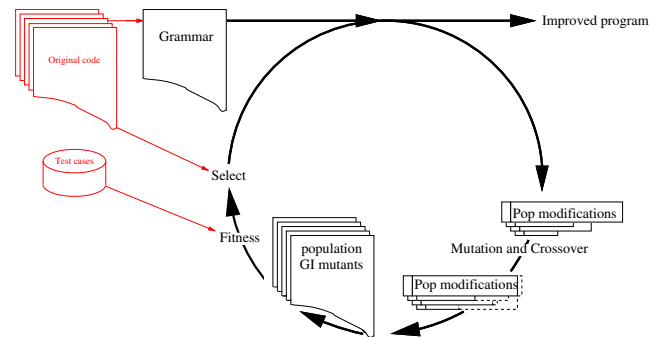 Original code
Grammar
Improved program
Test cases
Select
Fitness
population
GI mutants
Pop modifications
Mutation and Crossover
Pop modifications